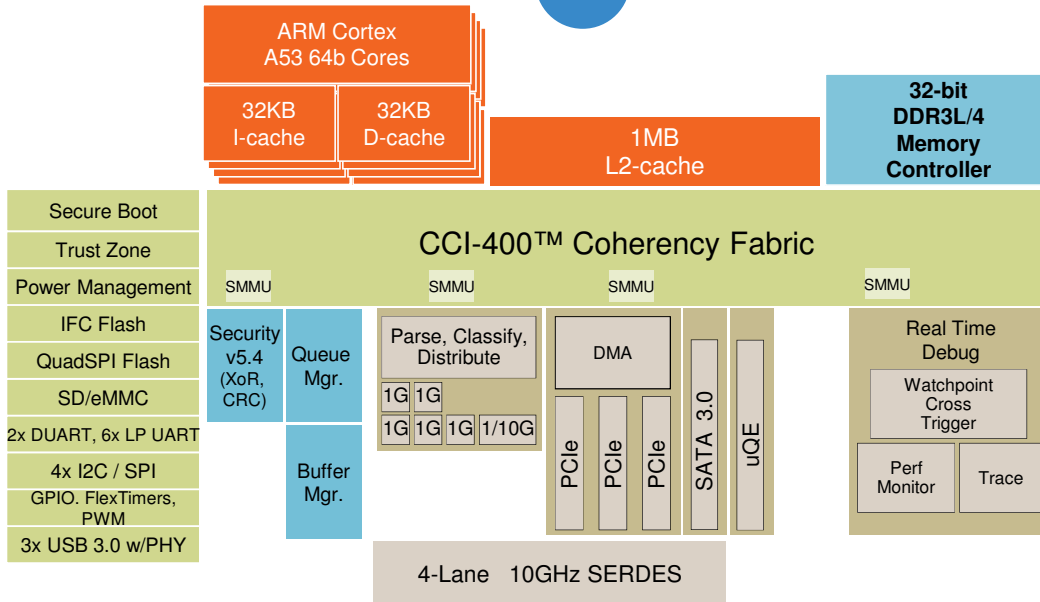 ARM Cortex
A53 64b Cores
32KB
I-cache
32KB
D-cache
1MB
L2-cache
32-bit
DDR3L/4
Memory
Controller
Secure Boot
Trust Zone
Power Management
IFC Flash
QuadSPI Flash
SD/eMMC
2x DUART, 6x LP UART
4x I2C / SPI
GPIO. FlexTimers,
PWM
3x USB 3.0 w/PHY
CCI-400™ Coherency Fabric
SMMU
SMMU
SMMU
SMMU
Security
v5.4
(XoR,
CRC)
Queue
Mgr.
Buffer
Mgr.
Parse, Classify,
Distribute
1G 1G
1G 1G 1G 1/10G
DMA
PCIe
PCIe
PCIe
SATA 3.0
uQE
Real Time
Debug
Watchpoint
Cross
Trigger
Perf
Monitor
Trace
4-Lane 10GHz SERDES